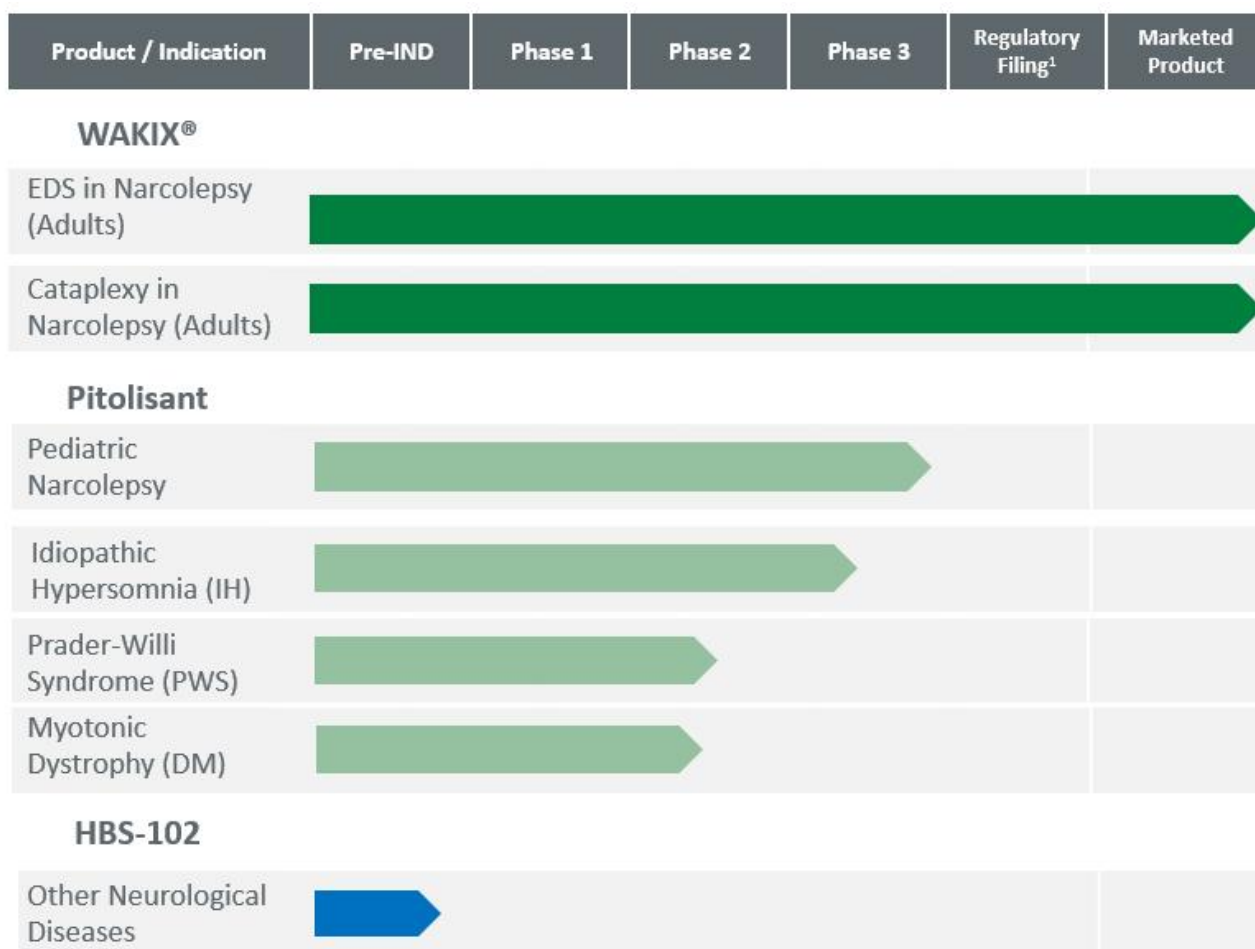 Product / Indication
Pre-IND
Phase 1
Phase 2
Phase 3
Regulatory
Filing¹
Marketed
Product
WAKIX®
EDS in Narcolepsy
(Adults)
Cataplexy in
Narcolepsy (Adults)
Pitolisant
Pediatric
Narcolepsy
Idiopathic
Hypersomnia (IH)
Prader-Willi
Syndrome (PWS)
Myotonic
Dystrophy (DM)
HBS-102
Other Neurological
Diseases